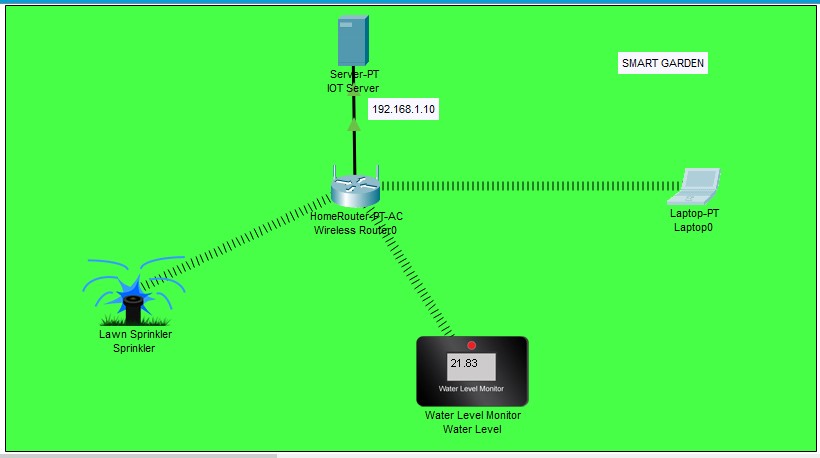 Server-PT
IOT Server
SMART GARDEN
192.168.1.10
HomeRouter-PT-AC
Wireless Router0
Laptop-PT
Laptop0
Lawn Sprinkler
Sprinkler
21.83
Water Level Monitor
Water Level Monitor
Water Level